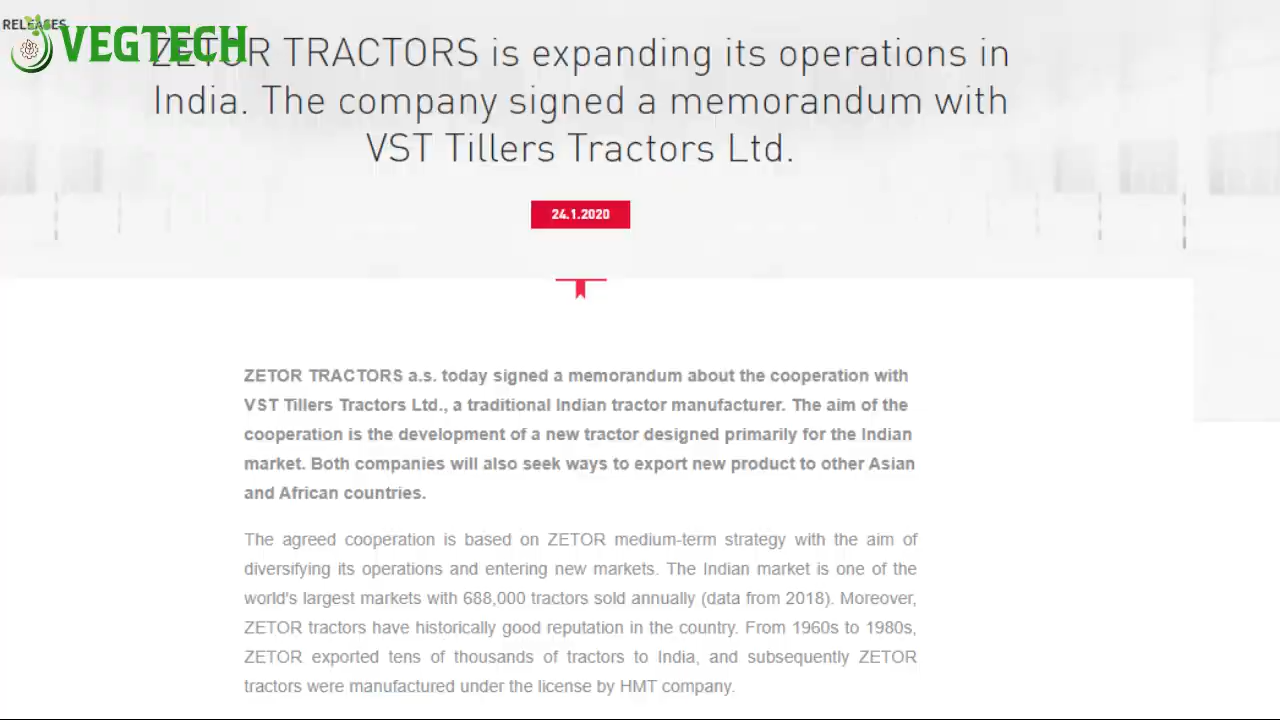 RELEASES
VEGTECH
ZETOR TRACTORS is expanding its operations in
India. The company signed a memorandum with
VST Tillers Tractors Ltd.
24.1.2020
ZETOR TRACTORS a.s. today signed a memorandum about the cooperation with
VST Tillers Tractors Ltd., a traditional Indian tractor manufacturer. The aim of the
cooperation is the development of a new tractor designed primarily for the Indian
market. Both companies will also seek ways to export new product to other Asian
and African countries.
The agreed cooperation is based on ZETOR medium-term strategy with the aim of
diversifying its operations and entering new markets. The Indian market is one of the
world's largest markets with 688,000 tractors sold annually (data from 2018). Moreover,
ZETOR tractors have historically good reputation in the country. From 1960s to 1980s,
ZETOR exported tens of thousands of tractors to India, and subsequently ZETOR
tractors were manufactured under the license by HMT company.